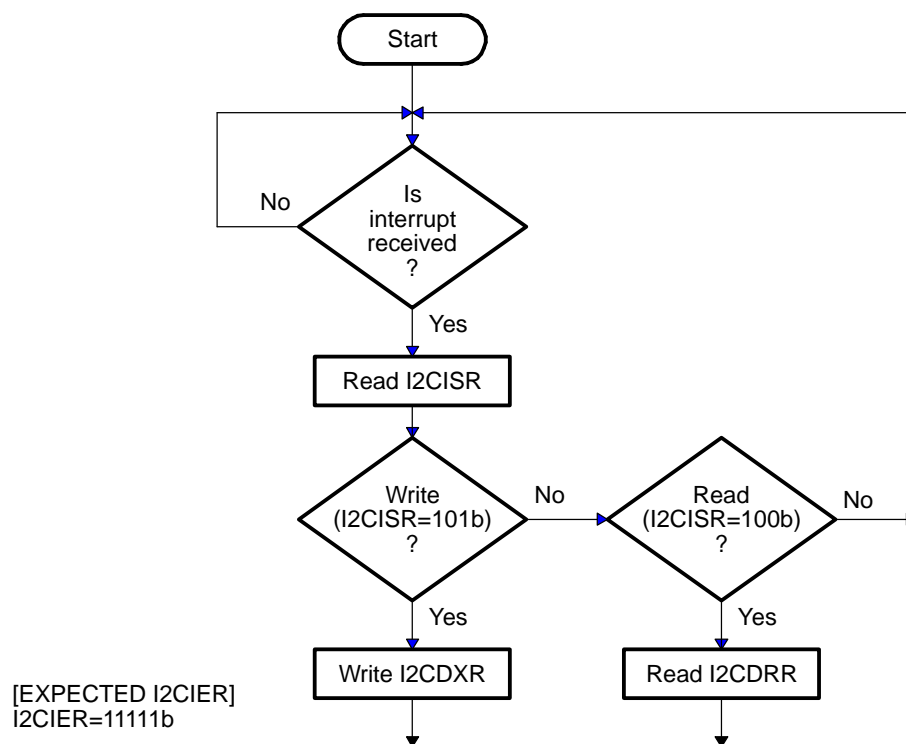 Start
Is
interrupt
received
?
No
Yes
Read I2CISR
Write
(I2CISR=101b)
?
No
Read
(I2CISR=100b)
?
No
Yes
Yes
Write I2CDXR
Read I2CDRR
[EXPECTED I2CIER]
I2CIER=11111b